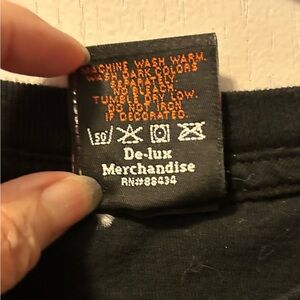 MACHINE WASH WARM.
WASH DARK COLORS
SEPARATELY.
NO BLEACH.
TUMBLE DRY LOW.
DO NOT IRON
IF DECORATED.
50
De-lux
Merchandise
RN#88434